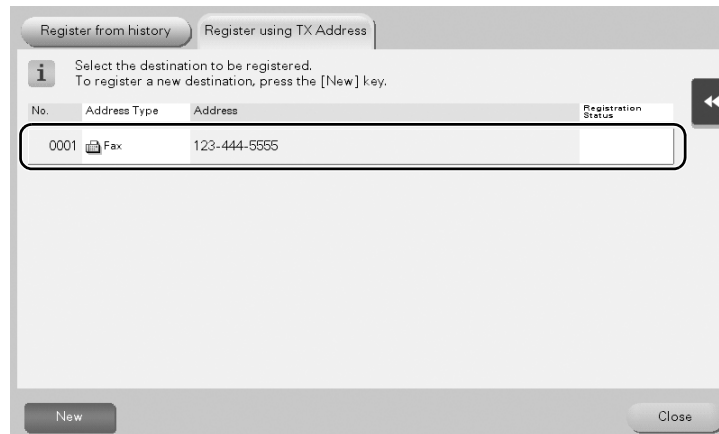 Register from history
Register using TX Address
i
Select the destination to be registered.
To register a new destination, press the [New] key.
No. Address Type Address Registration
Status
0001 Fax 123-444-5555
New
Close